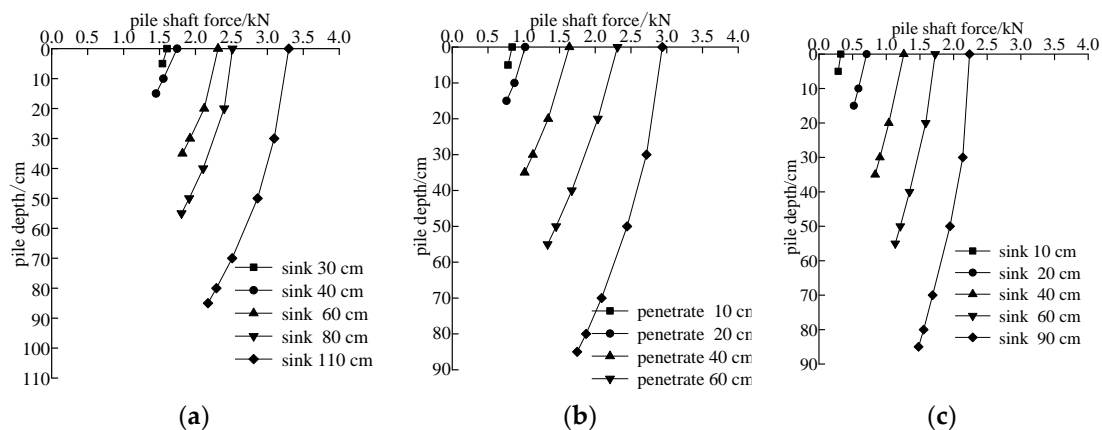 pile shaft force/kN
0.0 0.5 1.0 1.5 2.0 2.5 3.0 3.5 4.0
0
10
20
30
40
50
60
70
80
90
100
110
pile depth/cm
sink 30 cm
sink 40 cm
sink 60 cm
sink 80 cm
sink 110 cm
(a)
pile shaft force/kN
0.0 0.5 1.0 1.5 2.0 2.5 3.0 3.5 4.0
0
10
20
30
40
50
60
70
80
90
pile depth/cm
penetrate 10 cm
penetrate 20 cm
penetrate 40 cm
penetrate 60 cm
(b)
pile shaft force/kN
0.0 0.5 1.0 1.5 2.0 2.5 3.0 3.5 4.0
0
10
20
30
40
50
60
70
80
90
pile depth/cm
sink 10 cm
sink 20 cm
sink 40 cm
sink 60 cm
sink 90 cm
(c)